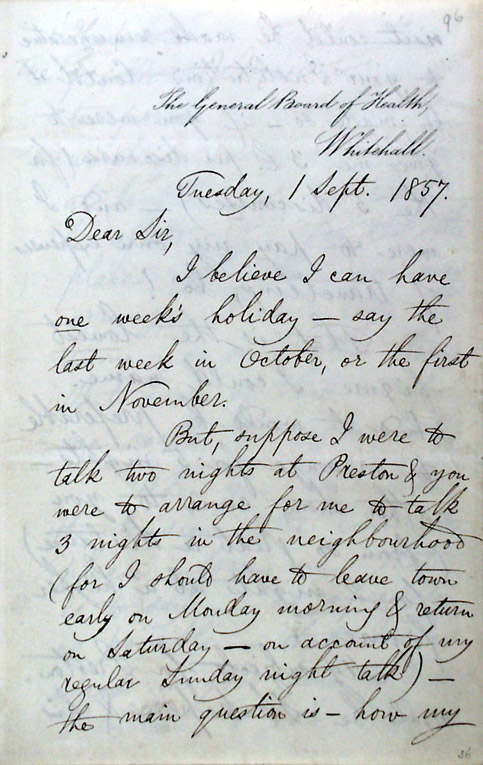 96
The General Board of Health,
Whitehall.
Tuesday, 1 Sept. 1857.
Dear Sir,
I believe I can have
one week's holiday – say the
last week in October, or the first
in November.
But, suppose I were to
talk two nights at Preston & you
were to arrange for me to talk
3 nights in the neighbourhood
(for I should have to leave town
early on Monday morning & return
on Saturday – on account of my
regular Sunday night talk) –
the main question is – how my